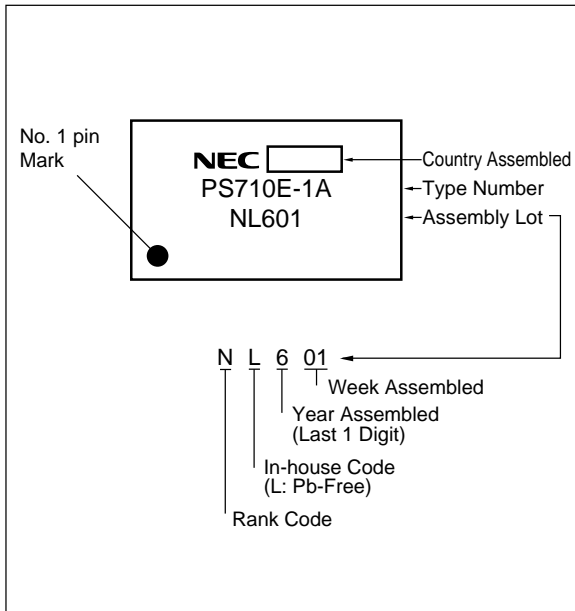 No. 1 pin
Mark
NEC
Country Assembled
PS710E-1A
Type Number
NL601
Assembly Lot
N L 6 01
Week Assembled
Year Assembled
(Last 1 Digit)
In-house Code
(L: Pb-Free)
Rank Code